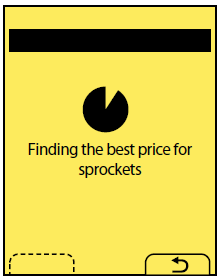 Finding the best price for
sprockets